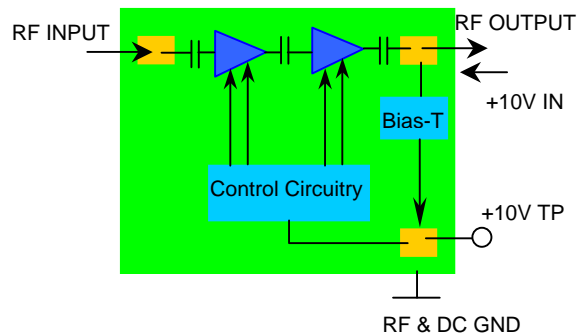 RF INPUT
RF OUTPUT
+10V IN
Bias-T
Control Circuitry
+10V TP
RF & DC GND